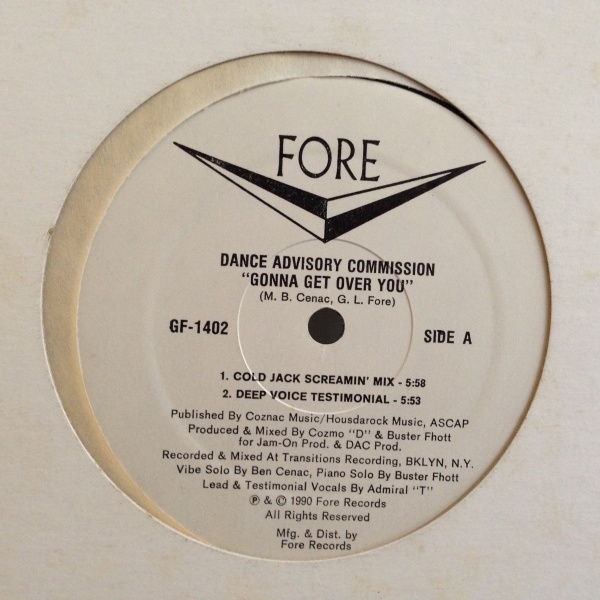 FORE
DANCE ADVISORY COMMISSION
"GONNA GET OVER YOU"
(M. B. Cenac, G. L. Fore)
GF-1402
SIDE A
1. COLD JACK SCREAMIN' MIX - 5:58
2. DEEP VOICE TESTIMONIAL - 5:53
Published By Coznac Music/Housdarock Music, ASCAP
Produced & Mixed By Cozmo "D" & Buster Fhott
for Jam-On Prod. & DAC Prod.
Recorded & Mixed At Transitions Recording, BKLYN, N.Y.
Vibe Solo By Ben Cenac, Piano Solo By Buster Fhott
Lead & Testimonial Vocals By Admiral "T"
℗ & © 1990 Fore Records
All Rights Reserved
Mfg. & Dist. by
Fore Records